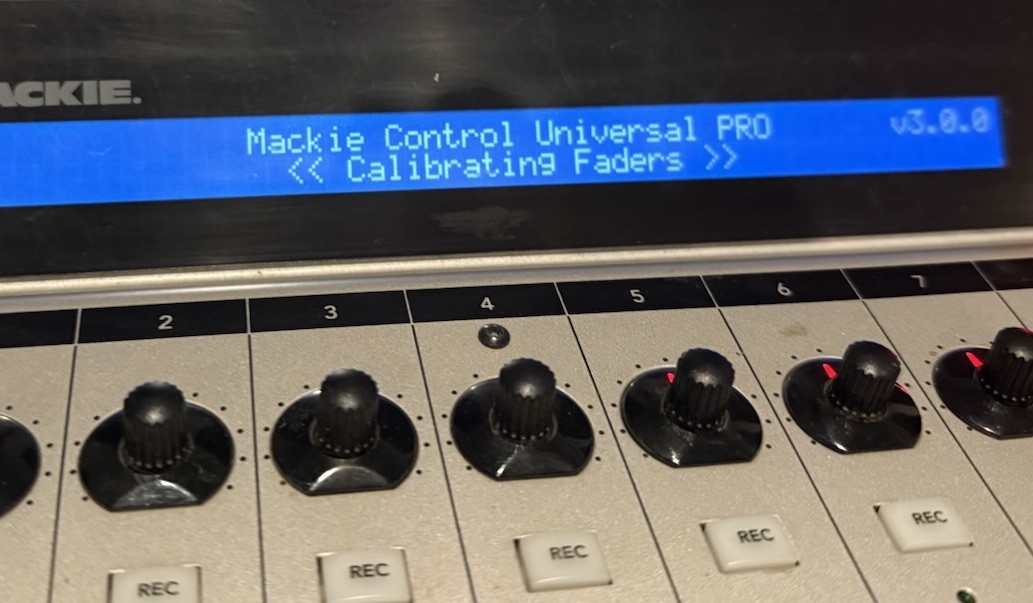 ACKIE.
Mackie Control Universal PRO v3.0.0
<< Calibrating Faders >>
2 3 4 5 6 7
REC REC REC REC REC